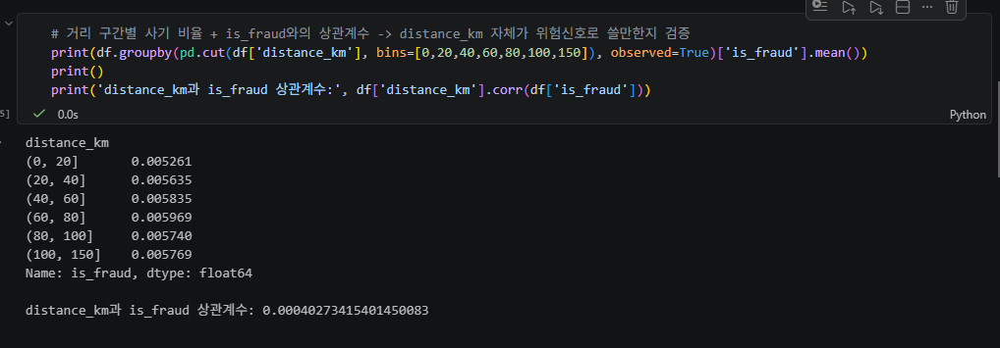 # 거리 구간별 사기 비율 + is_fraud와의 상관계수 -> distance_km 자체가 위험신호로 쓸만한지 검증
print(df.groupby(pd.cut(df['distance_km'], bins=[0,20,40,60,80,100,150]), observed=True)['is_fraud'].mean())
print()
print('distance_km과 is_fraud 상관계수:', df['distance_km'].corr(df['is_fraud']))
5] 0.0s Python
distance_km
(0, 20] 0.005261
(20, 40] 0.005635
(40, 60] 0.005835
(60, 80] 0.005969
(80, 100] 0.005740
(100, 150] 0.005769
Name: is_fraud, dtype: float64
distance_km과 is_fraud 상관계수: 0.00040273415401450083